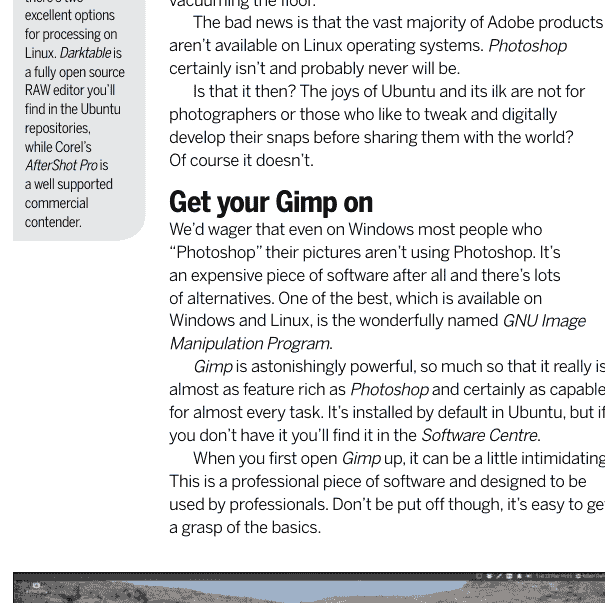 there's two
excellent options
for processing on
Linux. Darktable is
a fully open source
RAW editor you'll
find in the Ubuntu
repositories,
while Corel's
AfterShot Pro is
a well supported
commercial
contender.
vacuuming the floor.
The bad news is that the vast majority of Adobe products
aren't available on Linux operating systems. Photoshop
certainly isn't and probably never will be.
Is that it then? The joys of Ubuntu and its ilk are not for
photographers or those who like to tweak and digitally
develop their snaps before sharing them with the world?
Of course it doesn't.
Get your Gimp on
We'd wager that even on Windows most people who
“Photoshop” their pictures aren't using Photoshop. It's
an expensive piece of software after all and there's lots
of alternatives. One of the best, which is available on
Windows and Linux, is the wonderfully named GNU Image
Manipulation Program.
Gimp is astonishingly powerful, so much so that it really is
almost as feature rich as Photoshop and certainly as capable
for almost every task. It's installed by default in Ubuntu, but if
you don't have it you'll find it in the Software Centre.
When you first open Gimp up, it can be a little intimidating
This is a professional piece of software and designed to be
used by professionals. Don't be put off though, it's easy to ge
a grasp of the basics.